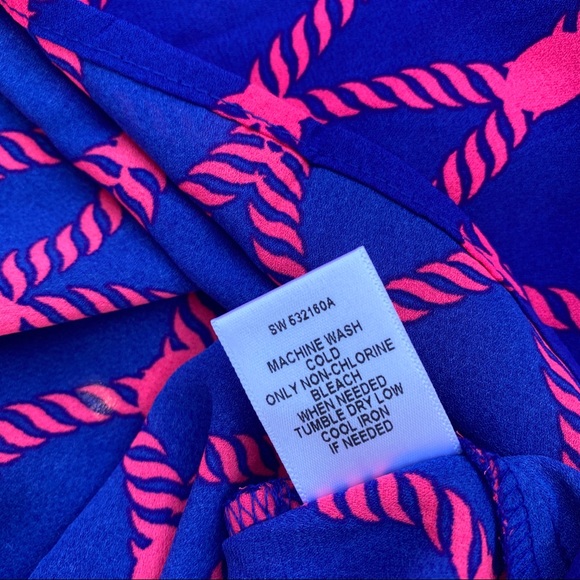 SW 532160A
MACHINE WASH
COLD
ONLY NON-CHLORINE
BLEACH
WHEN NEEDED
TUMBLE DRY LOW
COOL IRON
IF NEEDED